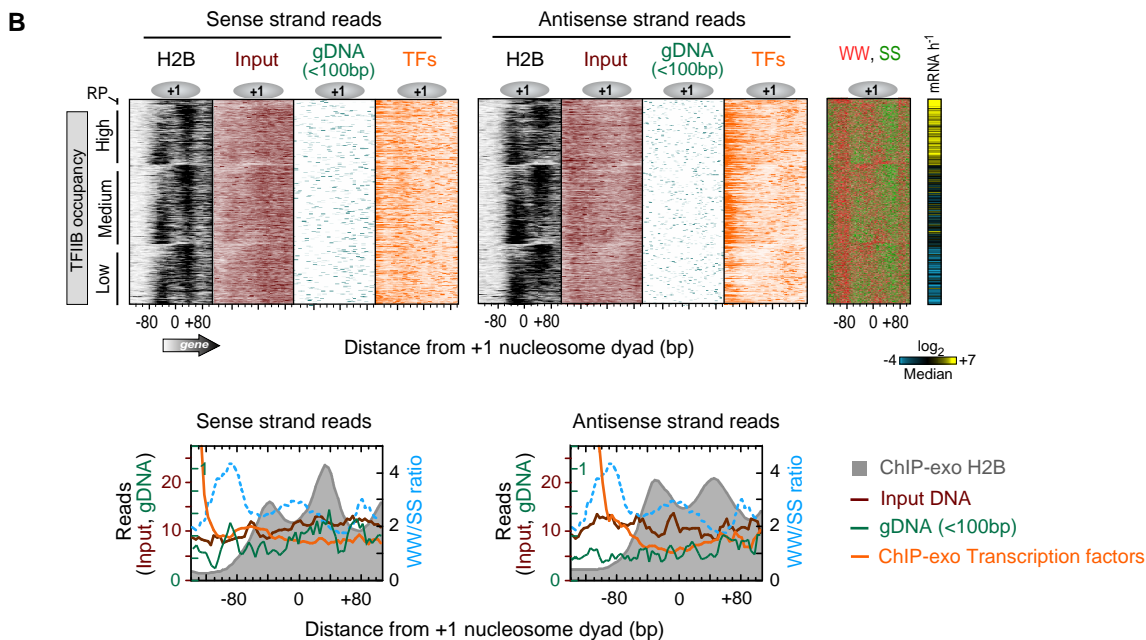 B
Sense strand reads
Antisense strand reads
H2B
Input
gDNA
(<100bp)
TFs
H2B
Input
gDNA
(<100bp)
TFs
WW, SS
mRNA h-1
RP
+1
+1
+1
+1
+1
+1
+1
+1
+1
TFIIB occupancy
High
Medium
Low
-80 0 +80
-80 0 +80
-80 0 +80
gene
Distance from +1 nucleosome dyad (bp)
log2
-4 +7
Median
Sense strand reads
Antisense strand reads
Reads
(Input, gDNA)
20
10
0
1
4
2
0
WW/SS ratio
-80 0 +80
Reads
(Input, gDNA)
20
10
0
1
4
2
0
WW/SS ratio
-80 0 +80
Distance from +1 nucleosome dyad (bp)
ChIP-exo H2B
Input DNA
gDNA (<100bp)
ChIP-exo Transcription factors